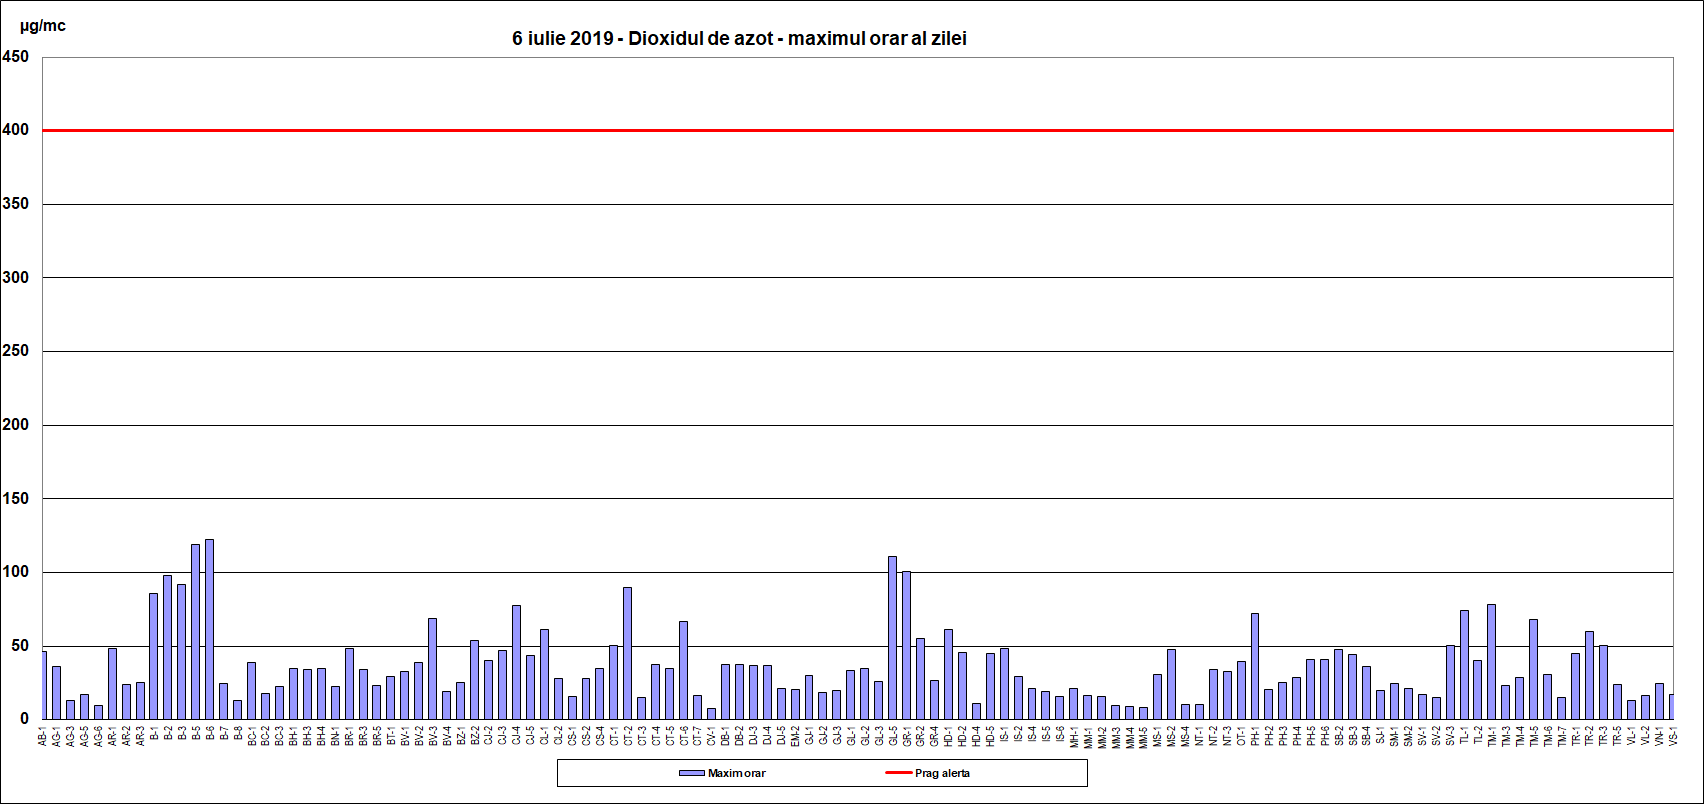 µg/mc
6 iulie 2019 - Dioxidul de azot - maximul orar al zilei
450
400
350
300
250
200
150
100
50
0
AB-1 AG-1 AG-3 AG-5 AG-6 AR-1 AR-2 AR-3 B-1 B-2 B-3 B-5 B-6 B-7 B-8 BC-1 BC-2 BC-3 BH-1 BH-3 BH-4 BN-1 BR-1 BR-3 BR-5 BT-1 BV-1 BV-2 BV-3 BV-4 BZ-1 BZ-2 CJ-2 CJ-3 CJ-4 CJ-5 CL-1 CL-2 CS-1 CS-2 CS-4 CT-1 CT-2 CT-3 CT-4 CT-5 CT-6 CT-7 CV-1 DB-1 DB-2 DJ-3 DJ-4 DJ-5 EM-2 GJ-1 GJ-2 GJ-3 GL-1 GL-2 GL-3 GL-5 GR-1 GR-2 GR-4 HD-1 HD-2 HD-4 HD-5 IS-1 IS-2 IS-4 IS-5 IS-6 MH-1 MM-1 MM-2 MM-3 MM-4 MM-5 MS-1 MS-2 MS-4 NT-1 NT-2 NT-3 OT-1 PH-1 PH-2 PH-3 PH-4 PH-5 PH-6 SB-2 SB-3 SB-4 SJ-1 SM-1 SM-2 SV-1 SV-2 SV-3 TL-1 TL-2 TM-1 TM-3 TM-4 TM-5 TM-6 TM-7 TR-1 TR-2 TR-3 TR-5 VL-1 VL-2 VN-1 VS-1
Maxim orar Prag alerta